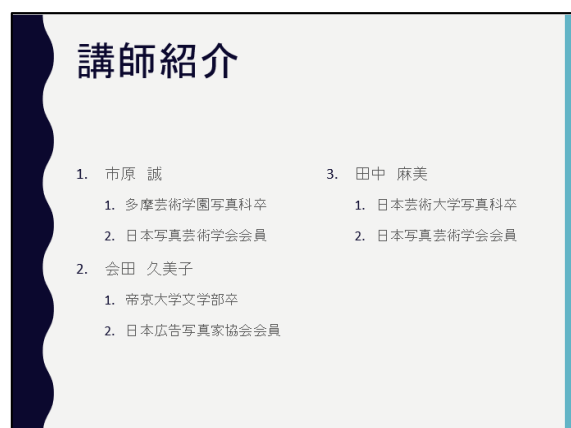 講師紹介
1. 市原 誠
1. 多摩芸術学園写真科卒
2. 日本写真芸術学会会員
2. 会田 久美子
1. 帝京大学文学部卒
2. 日本広告写真家協会会員
3. 田中 麻美
1. 日本芸術大学写真科卒
2. 日本写真芸術学会会員